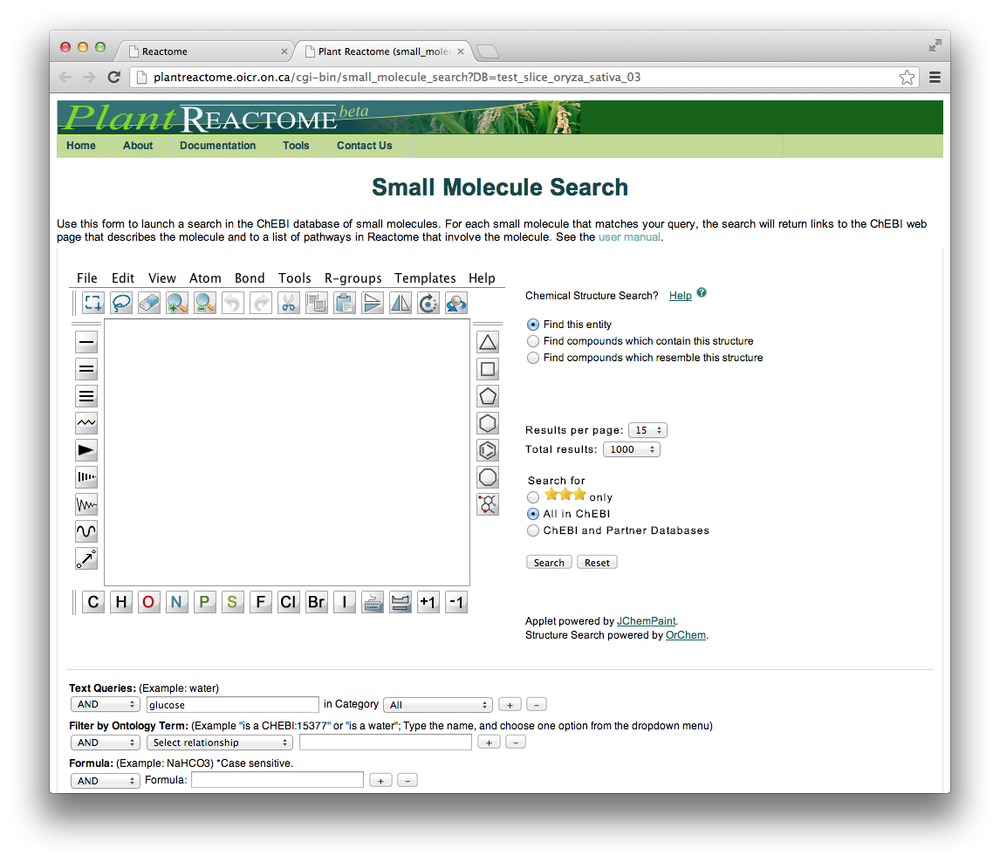 Reactome
Plant Reactome (small_molec
plantreactome.oicr.on.ca/cgi-bin/small_molecule_search?DB=test_slice_oryza_sativa_03
Plant REACTOME beta
Home About Documentation Tools Contact Us
Small Molecule Search
Use this form to launch a search in the ChEBI database of small molecules. For each small molecule that matches your query, the search will return links to the ChEBI web
page that describes the molecule and to a list of pathways in Reactome that involve the molecule. See the user manual.
File Edit View Atom Bond Tools R-groups Templates Help
Chemical Structure Search? Help ?
Find this entity
Find compounds which contain this structure
Find compounds which resemble this structure
Results per page: 15
Total results: 1000
Search for
only
All in ChEBI
ChEBI and Partner Databases
Search Reset
C H O N P S F Cl Br I +1 -1
Applet powered by JChemPaint.
Structure Search powered by OrChem.
Text Queries: (Example: water)
AND glucose in Category All + -
Filter by Ontology Term: (Example "is a CHEBI:15377" or "is a water"; Type the name, and choose one option from the dropdown menu)
AND Select relationship + -
Formula: (Example: NaHCO3) *Case sensitive.
AND Formula: + -